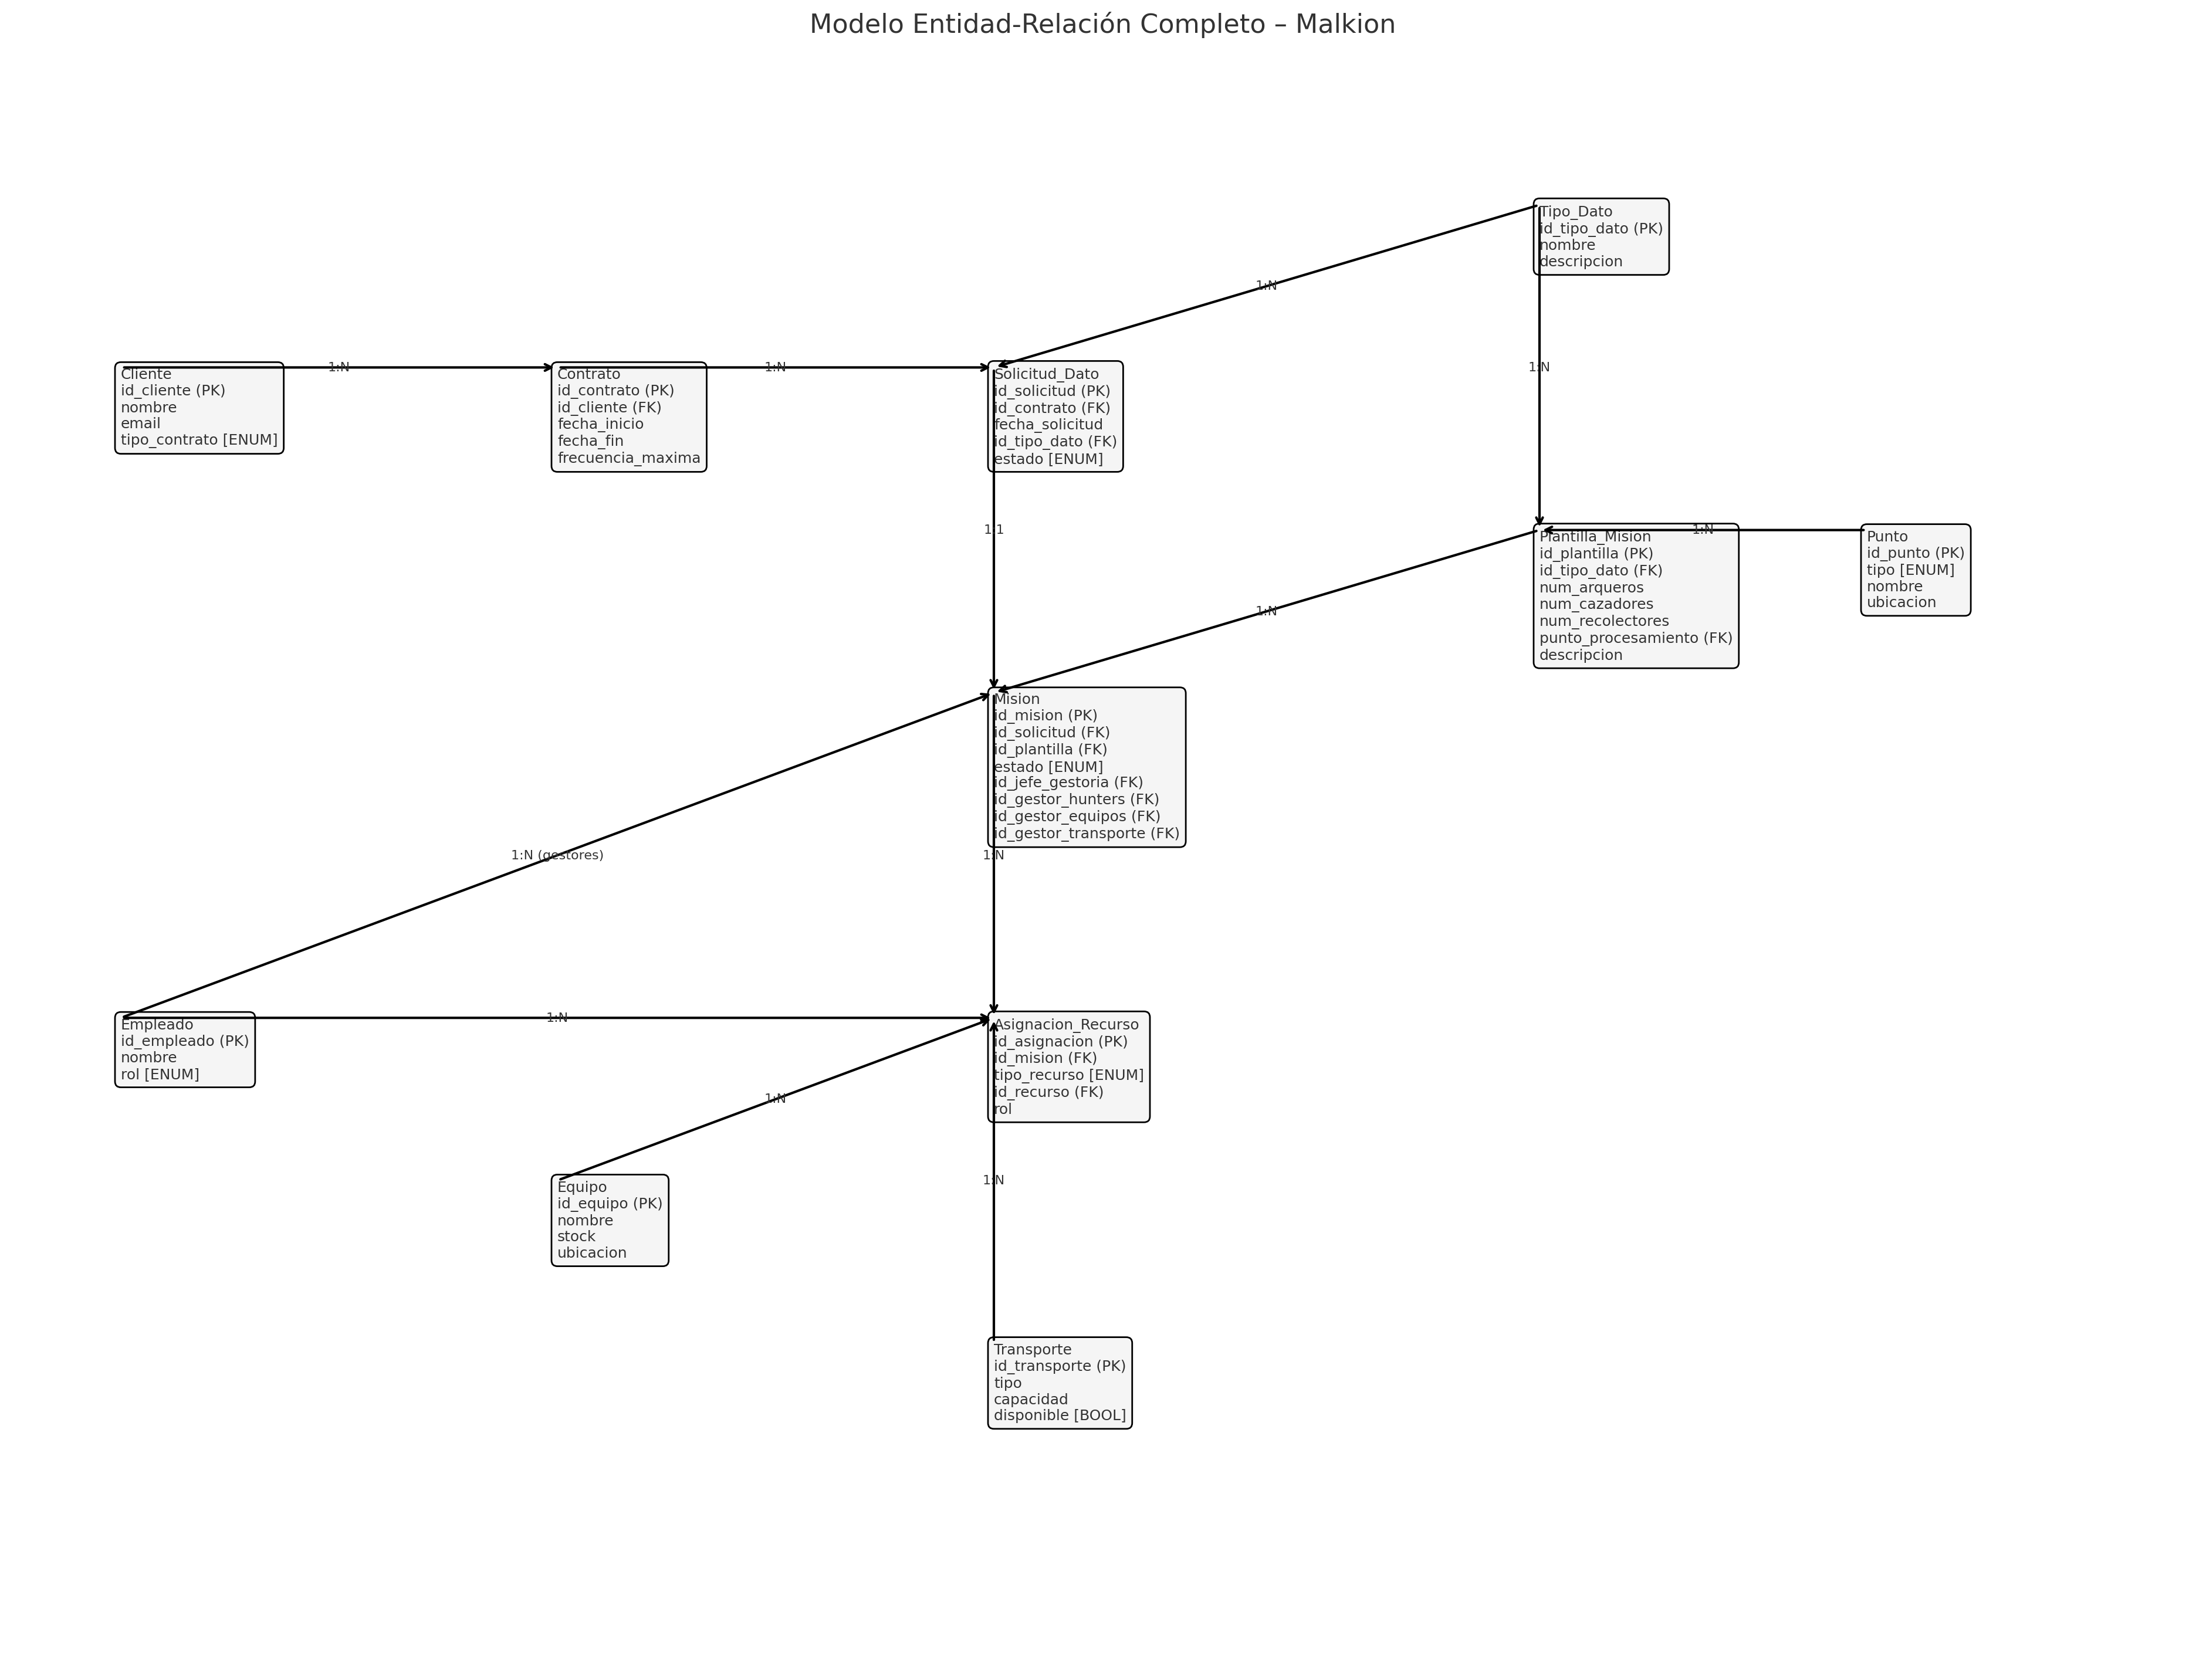 Modelo Entidad-Relación Completo – Malkion
Tipo_Dato
id_tipo_dato (PK)
nombre
descripcion
1:N
Cliente
id_cliente (PK)
nombre
email
tipo_contrato [ENUM]
1:N
Contrato
id_contrato (PK)
id_cliente (FK)
fecha_inicio
fecha_fin
frecuencia_maxima
1:N
Solicitud_Dato
id_solicitud (PK)
id_contrato (FK)
fecha_solicitud
id_tipo_dato (FK)
estado [ENUM]
1:N
1:1
Plantilla_Mision
id_plantilla (PK)
id_tipo_dato (FK)
num_arqueros
num_cazadores
num_recolectores
punto_procesamiento (FK)
descripcion
1:N
Punto
id_punto (PK)
tipo [ENUM]
nombre
ubicacion
1:N
Mision
id_mision (PK)
id_solicitud (FK)
id_plantilla (FK)
estado [ENUM]
id_jefe_gestoria (FK)
id_gestor_hunters (FK)
id_gestor_equipos (FK)
id_gestor_transporte (FK)
1:N (gestores)
1:N
Empleado
id_empleado (PK)
nombre
rol [ENUM]
1:N
Asignacion_Recurso
id_asignacion (PK)
id_mision (FK)
tipo_recurso [ENUM]
id_recurso (FK)
rol
1:N
Equipo
id_equipo (PK)
nombre
stock
ubicacion
1:N
Transporte
id_transporte (PK)
tipo
capacidad
disponible [BOOL]